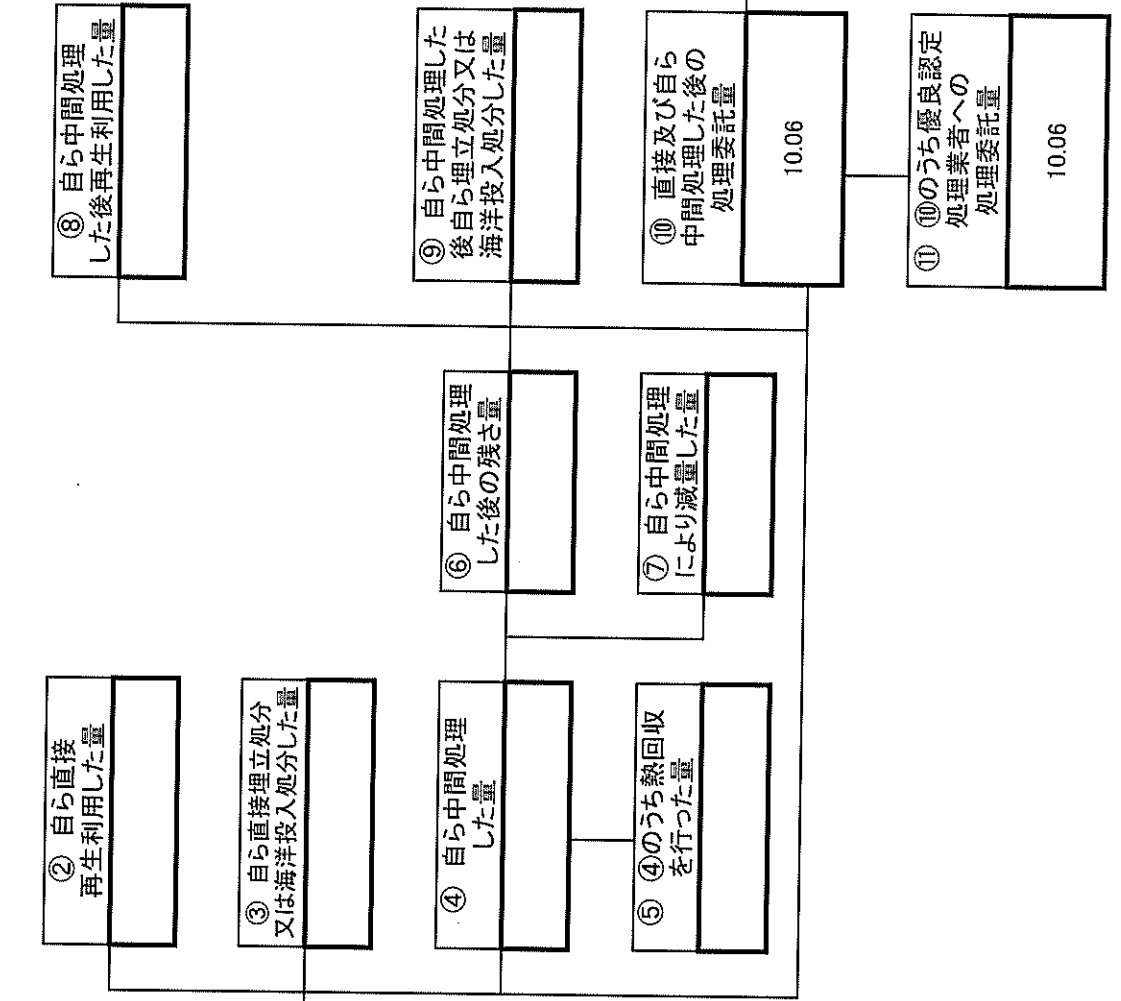 ② 自ら直接
再生利用した量
③ 自ら直接埋立処分
又は海洋投入処分した量
④ 自ら中間処理
した量
⑤ ④のうち熱回収
を行った量
⑥ 自ら中間処理
した後の残さ量
⑦ 自ら中間処理
により減量した量
⑧ 自ら中間処理
した後再生利用した量
⑨ 自ら中間処理した
後自ら埋立処分又は
海洋投入処分した量
⑩ 直接及び自ら
中間処理した後の
処理委託量
10.06
⑪ ⑩のうち優良認定
処理業者への
処理委託量
10.06